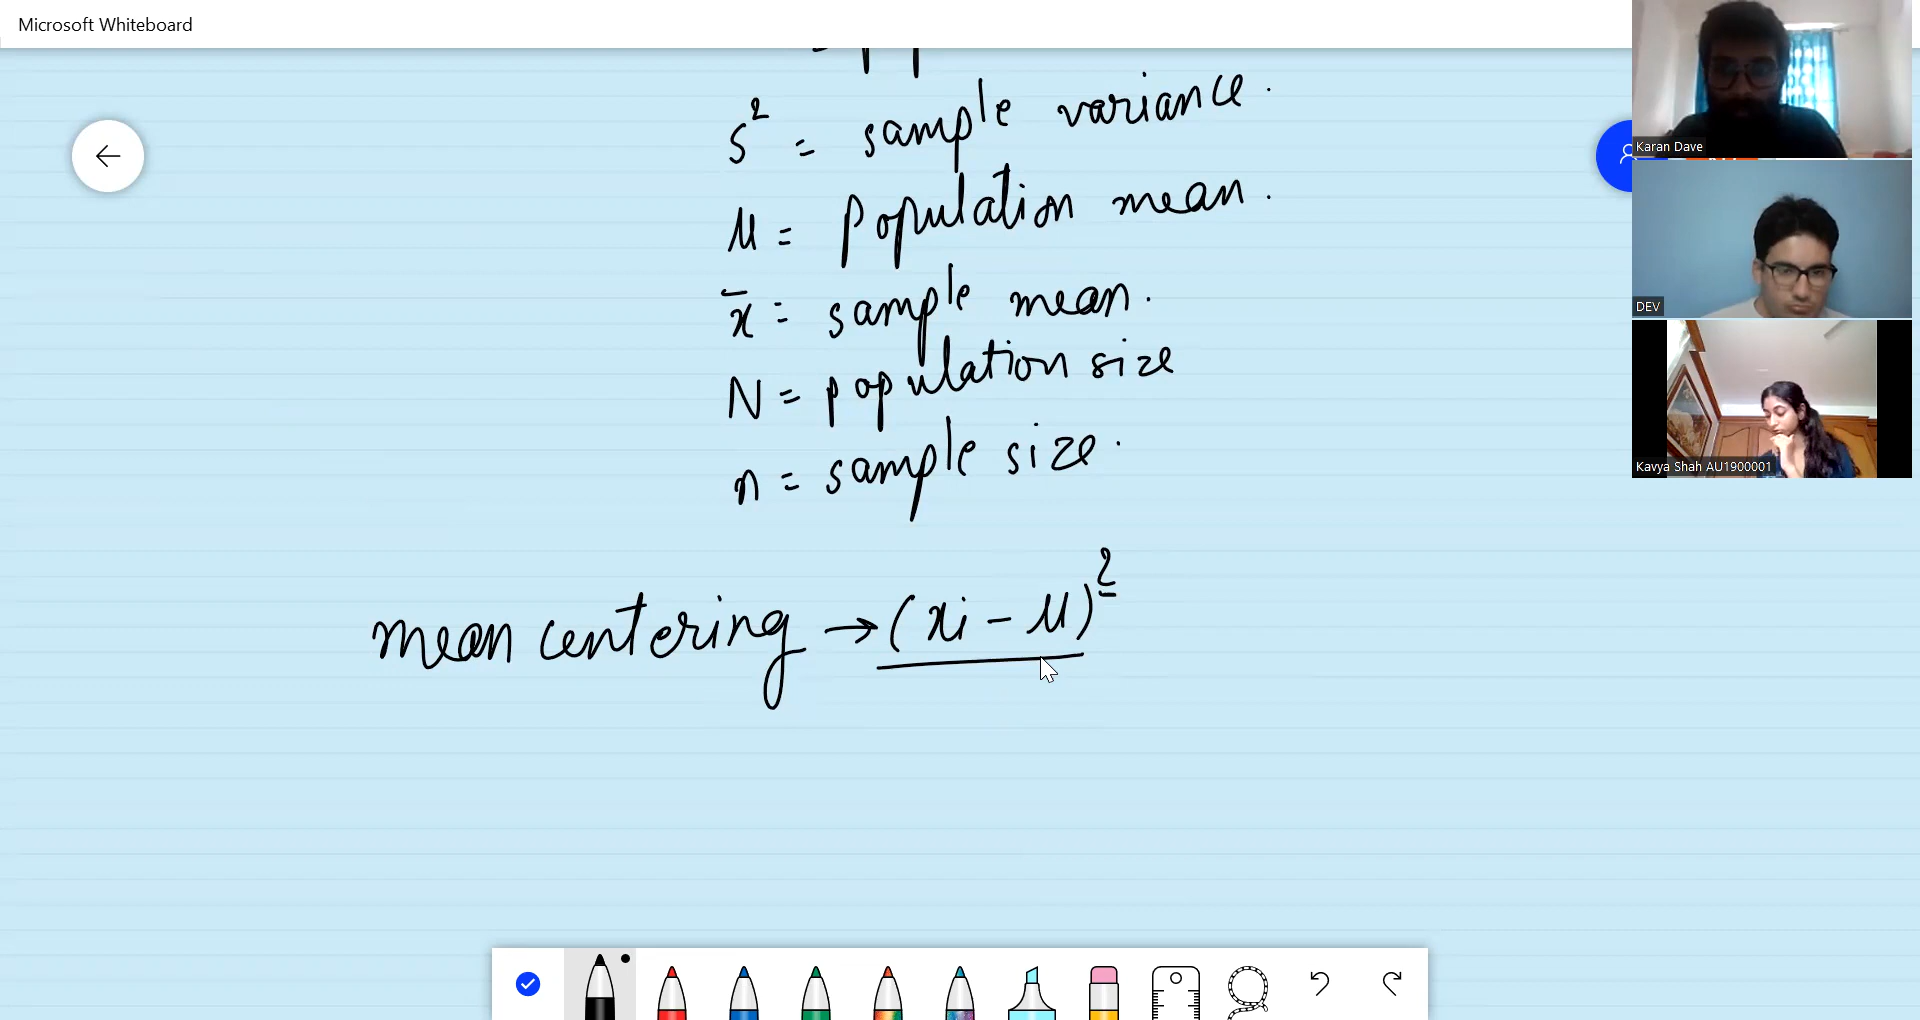 Microsoft Whiteboard
s² = sample variance.
μ = Population mean.
x̄ = sample mean.
N = population size
n = sample size.
mean centering → (xi - μ)²
Karan Dave
DEV
Kavya Shah AU1900001